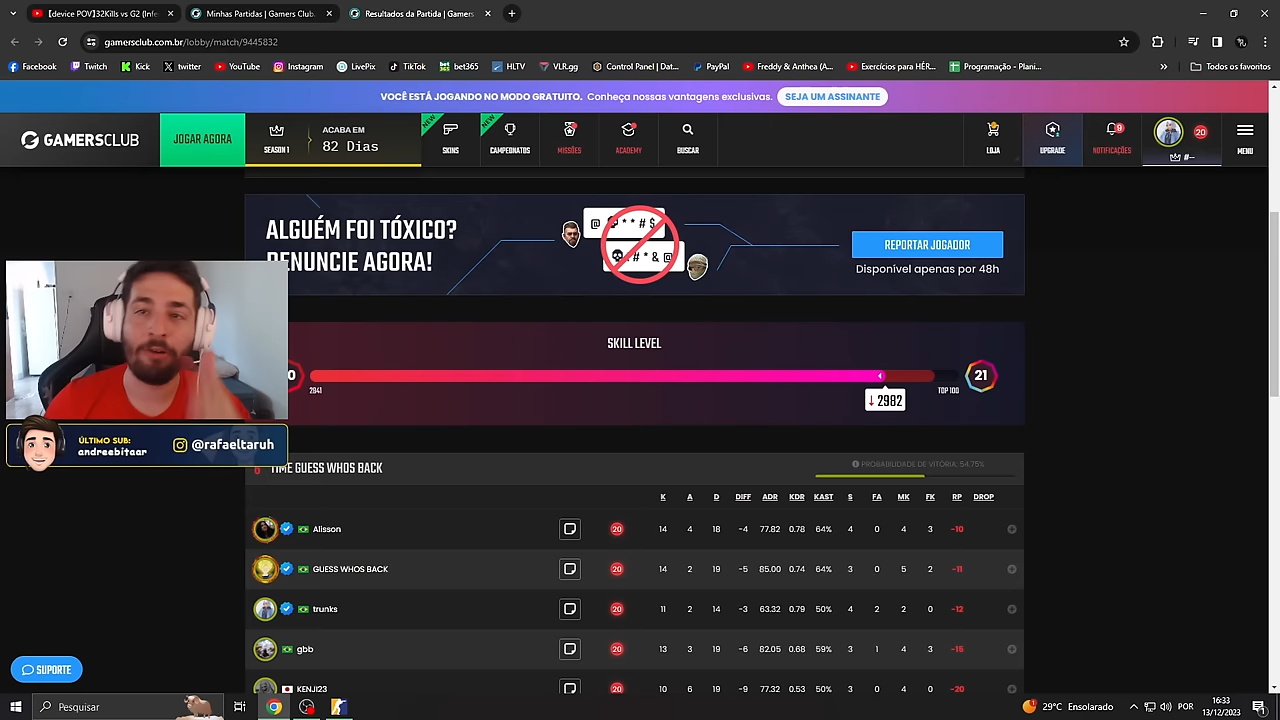 [device POV]32Kills vs G2 (Infe
Minhas Partidas | Gamers Club.
Resultados da Partida | Gamers
gamersclub.com.br/lobby/match/9445832
Facebook Twitch Kick twitter YouTube Instagram LivePix TikTok bet365 HLTV VLR.gg Control Panel | Dat... PayPal Freddy & Anthea (A... Exercícios para HÉR... Programação - Plani... » Todos os favoritos
VOCÊ ESTÁ JOGANDO NO MODO GRATUITO. Conheça nossas vantagens exclusivas. SEJA UM ASSINANTE
GAMERSCLUB
JOGAR AGORA
SEASON 1
ACABA EM
82 Dias
NEW
SKINS
NEW
CAMPEONATOS
MISSÕES
ACADEMY
BUSCAR
LOJA
UPGRADE
9
NOTIFICAÇÕES
20
#--
MENU
ALGUÉM FOI TÓXICO?
DENUNCIE AGORA!
REPORTAR JOGADOR
Disponível apenas por 48h
SKILL LEVEL
0
21
2841
TOP 100
↓2982
ÚLTIMO SUB:
andreebitaar
@rafaeltaruh
6 TIME GUESS WHOS BACK
PROBABILIDADE DE VITÓRIA: 54.75%
K A D DIFF ADR KDR KAST S FA MK FK RP DROP
Alisson 20 14 4 18 -4 77.82 0.78 64% 4 0 4 3 -10
GUESS WHOS BACK 20 14 2 19 -5 85.00 0.74 64% 3 0 5 2 -11
trunks 20 11 2 14 -3 63.32 0.79 50% 4 2 2 0 -12
gbb 20 13 3 19 -6 82.05 0.68 59% 3 1 4 3 -15
KENJI23 20 10 6 19 -9 77.32 0.53 50% 3 0 4 0 -20
SUPORTE
Pesquisar
29°C Ensolarado
POR
16:33
13/12/2023